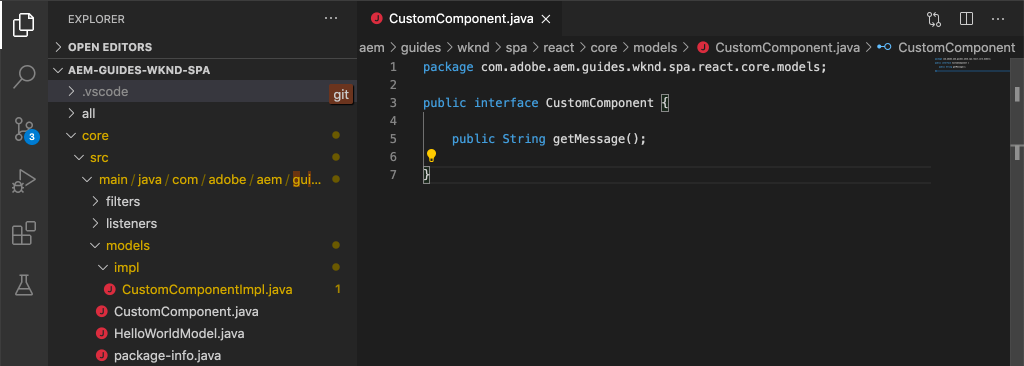 EXPLORER
OPEN EDITORS
AEM-GUIDES-WKND-SPA
.vscode
git
all
core
src
main / java / com / adobe / aem / gui...
filters
listeners
models
impl
CustomComponentImpl.java 1
CustomComponent.java
HelloWorldModel.java
package-info.java
3
CustomComponent.java
aem > guides > wknd > spa > react > core > models > CustomComponent.java > CustomComponent
1 package com.adobe.aem.guides.wknd.spa.react.core.models;
2
3 public interface CustomComponent {
4
5 public String getMessage();
6
7 }